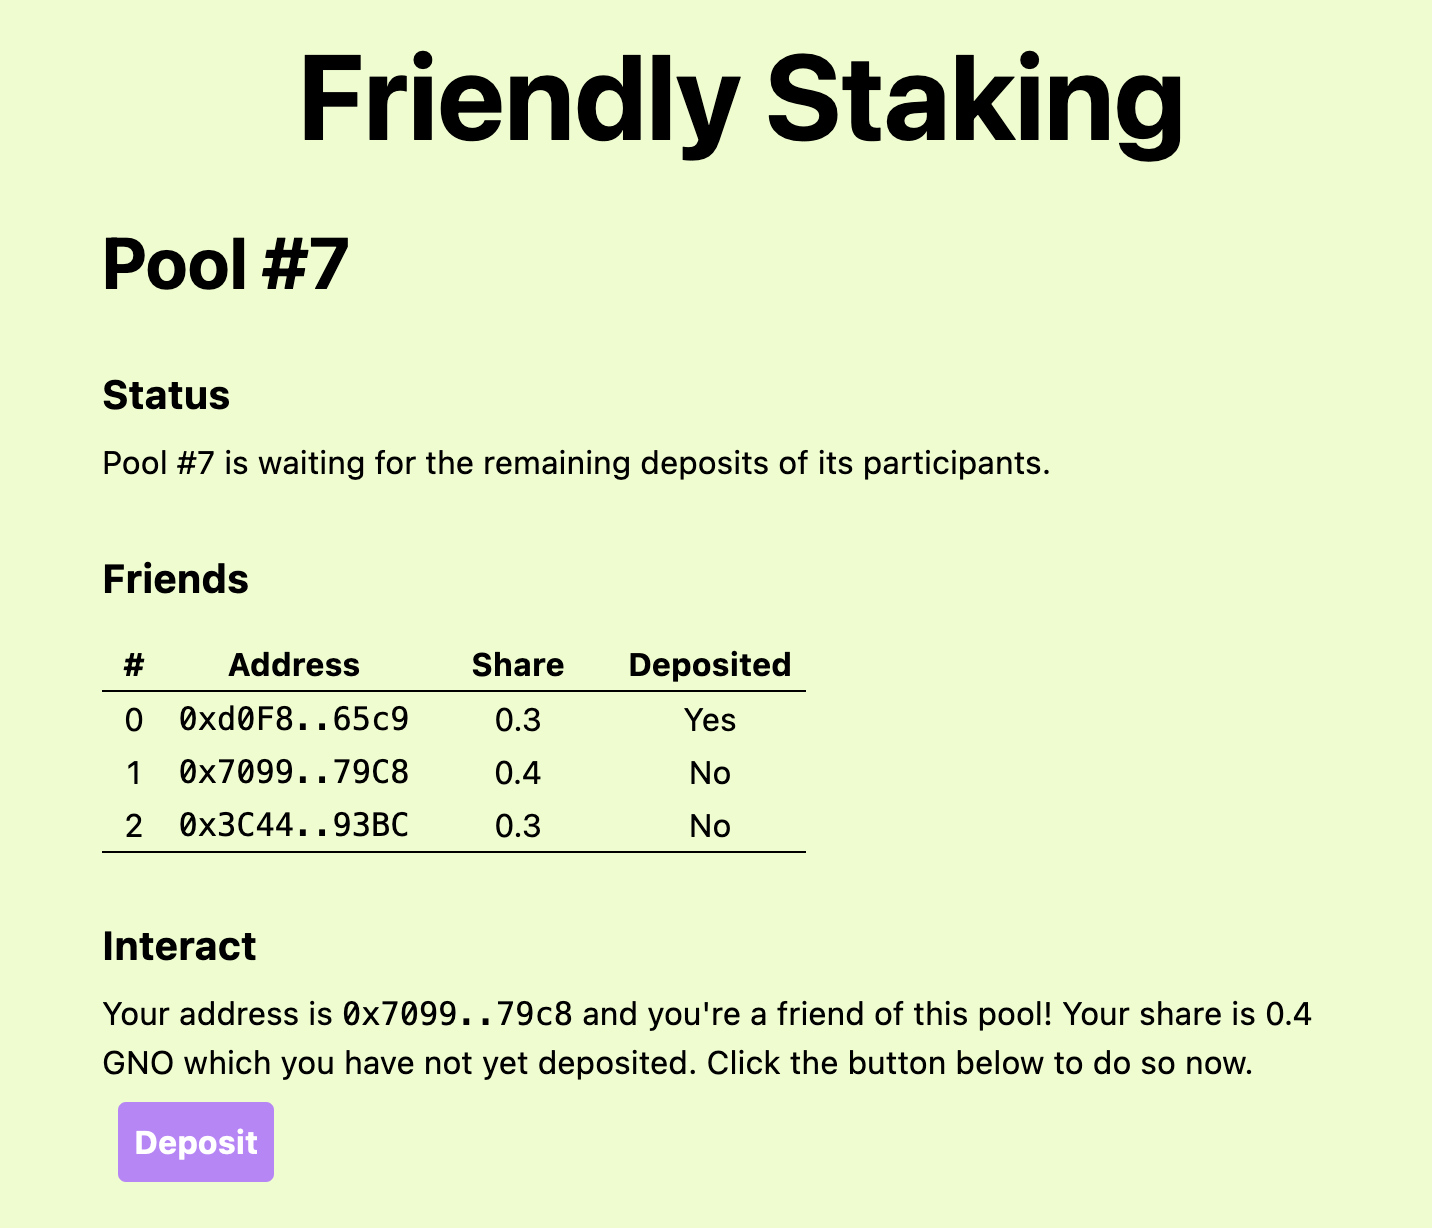 Friendly Staking
Pool #7
Status
Pool #7 is waiting for the remaining deposits of its participants.
Friends
# Address Share Deposited
0 0xd0F8..65c9 0.3 Yes
1 0x7099..79C8 0.4 No
2 0x3C44..93BC 0.3 No
Interact
Your address is 0x7099..79c8 and you're a friend of this pool! Your share is 0.4
GNO which you have not yet deposited. Click the button below to do so now.
Deposit